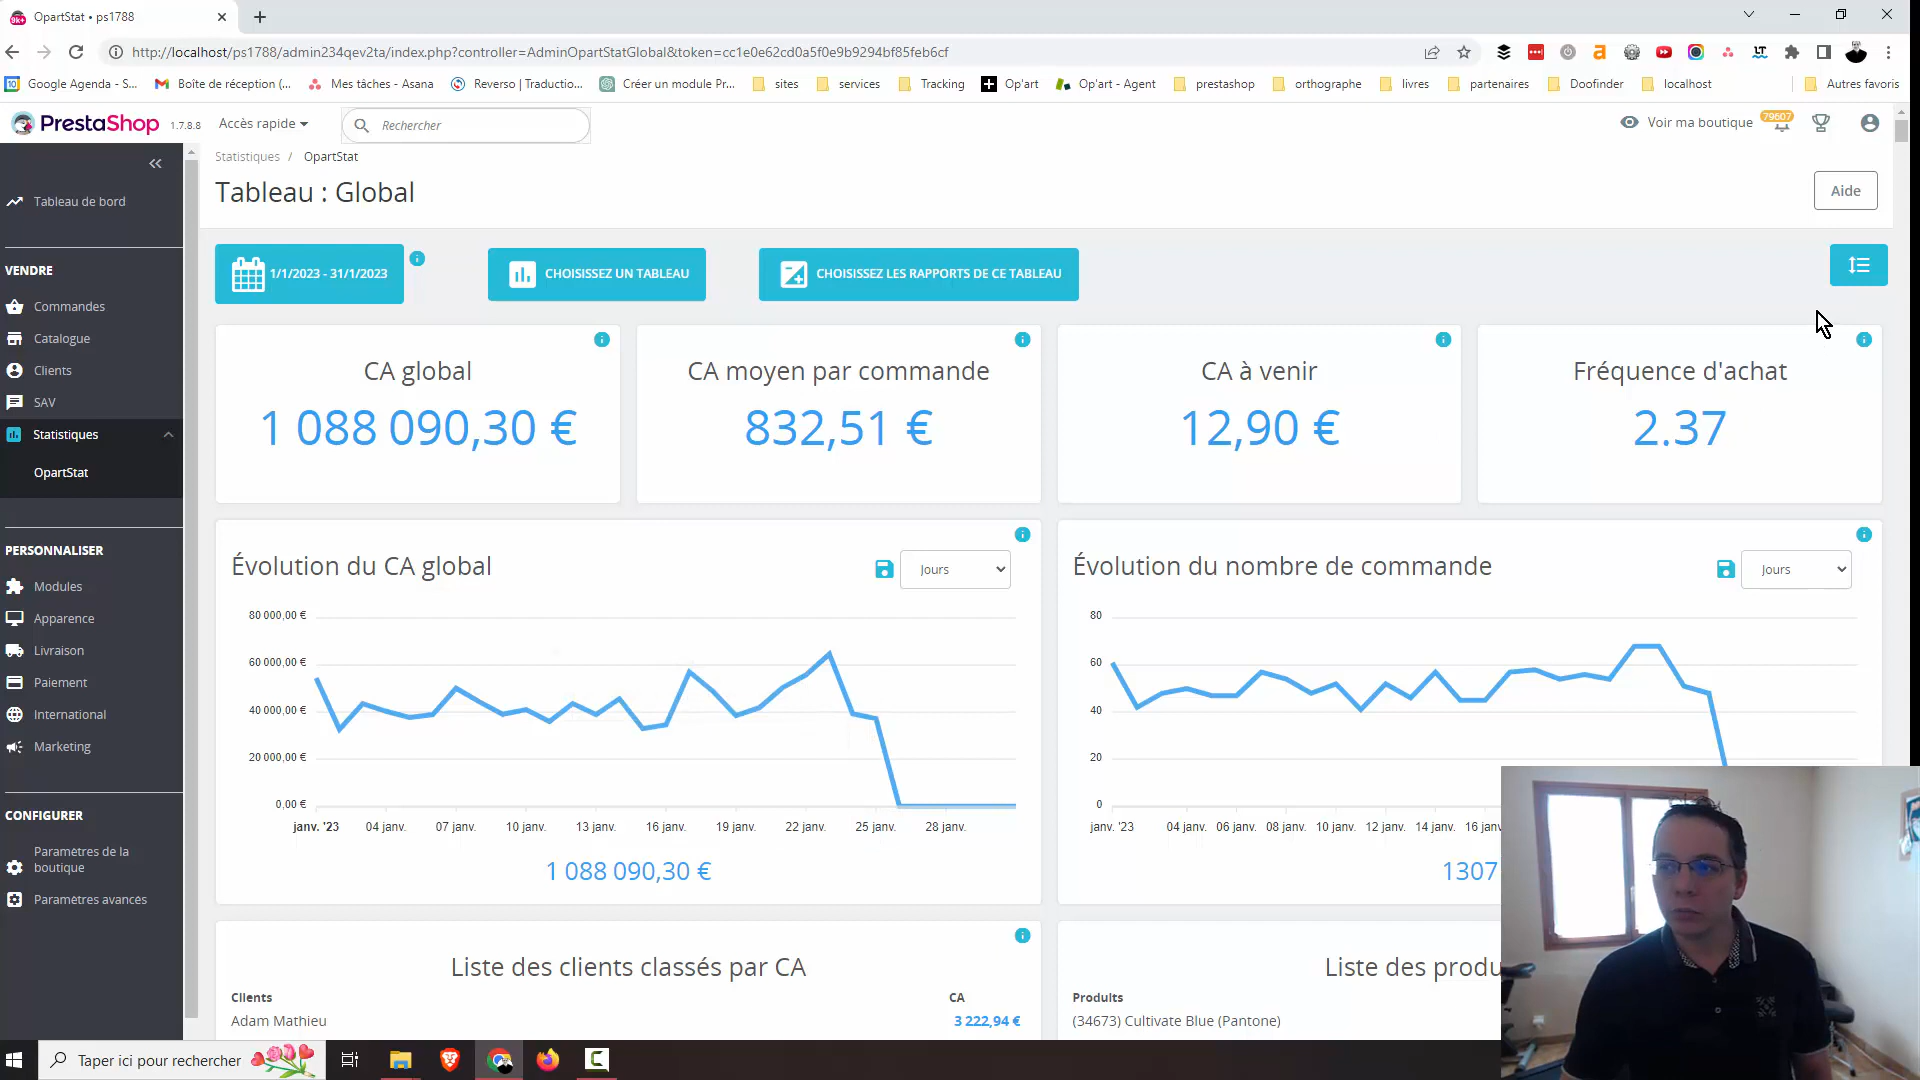 OpartStat • ps1788
http://localhost/ps1788/admin234qev2ta/index.php?controller=AdminOpartStatGlobal&token=cc1e0e62cd0a5f0e9b9294bf85feb6cf
Google Agenda - S...
Boîte de réception (...
Mes tâches - Asana
Reverso | Traductio...
Créer un module Pr...
sites
services
Tracking
Op'art
Op'art - Agent
prestashop
orthographe
livres
partenaires
Doofinder
localhost
Autres favoris
PrestaShop 1.7.8.8
Accès rapide
Rechercher
Voir ma boutique
79607
Statistiques / OpartStat
Tableau : Global
Aide
Tableau de bord
VENDRE
Commandes
Catalogue
Clients
SAV
Statistiques
OpartStat
PERSONNALISER
Modules
Apparence
Livraison
Paiement
International
Marketing
CONFIGURER
Paramètres de la
boutique
Paramètres avancés
1/1/2023 - 31/1/2023
CHOISISSEZ UN TABLEAU
CHOISISSEZ LES RAPPORTS DE CE TABLEAU
CA global
1 088 090,30 €
CA moyen par commande
832,51 €
CA à venir
12,90 €
Fréquence d'achat
2.37
Évolution du CA global
Jours
80 000,00 €
60 000,00 €
40 000,00 €
20 000,00 €
0,00 €
janv. '23 04 janv. 07 janv. 10 janv. 13 janv. 16 janv. 19 janv. 22 janv. 25 janv. 28 janv.
1 088 090,30 €
Évolution du nombre de commande
Jours
80
60
40
20
0
janv. '23 04 janv. 06 janv. 08 janv. 10 janv. 12 janv. 14 janv. 16 janv
1307
Liste des clients classés par CA
Clients CA
Adam Mathieu 3 222,94 €
Liste des produ
Produits
(34673) Cultivate Blue (Pantone)
Taper ici pour rechercher